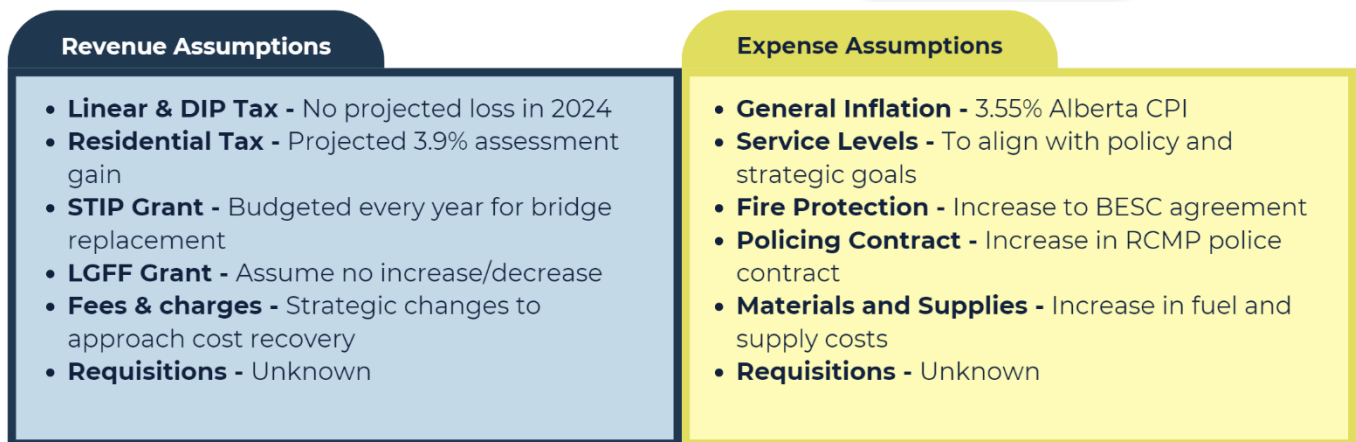 Revenue Assumptions
• Linear & DIP Tax - No projected loss in 2024
• Residential Tax - Projected 3.9% assessment
gain
• STIP Grant - Budgeted every year for bridge
replacement
• LGFF Grant - Assume no increase/decrease
• Fees & charges - Strategic changes to
approach cost recovery
• Requisitions - Unknown
Expense Assumptions
• General Inflation - 3.55% Alberta CPI
• Service Levels - To align with policy and
strategic goals
• Fire Protection - Increase to BESC agreement
• Policing Contract - Increase in RCMP police
contract
• Materials and Supplies - Increase in fuel and
supply costs
• Requisitions - Unknown